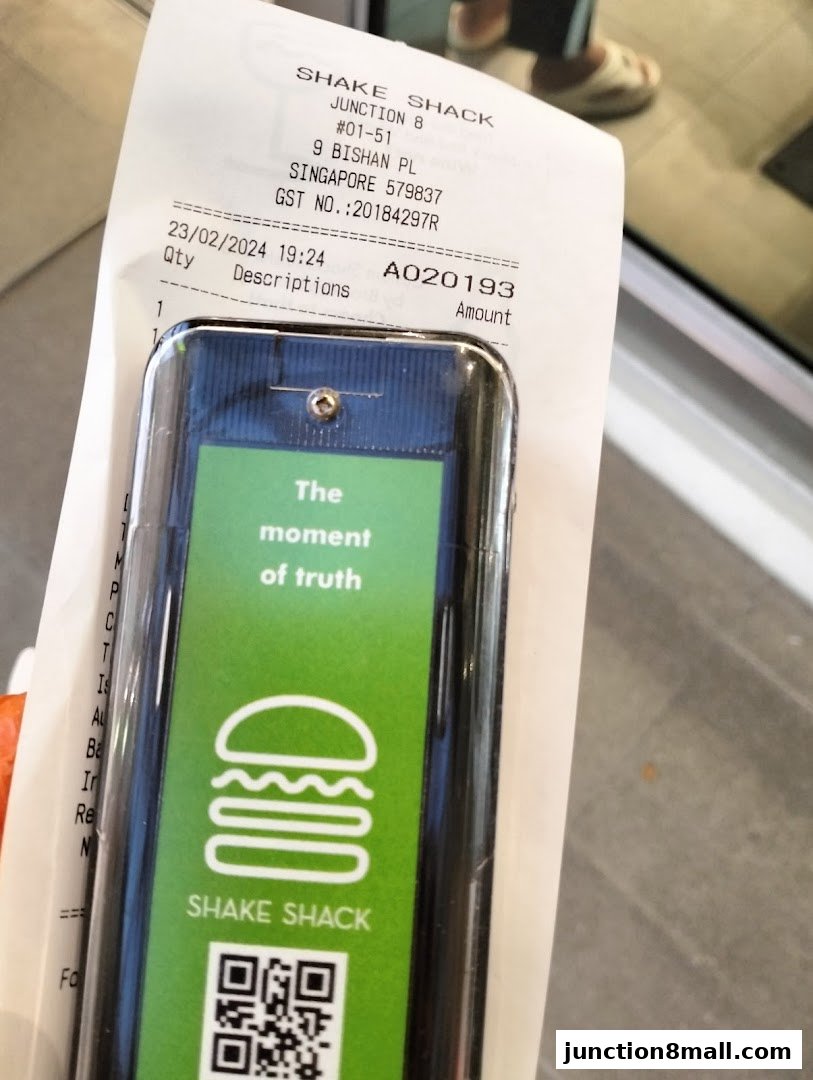 SHAKE SHACK
JUNCTION 8
#01-51
9 BISHAN PL
SINGAPORE 579837
GST NO.:20184297R
23/02/2024 19:24 A020193
Qty Descriptions Amount
1
The
moment
of truth
SHAKE SHACK
junction8mall.com